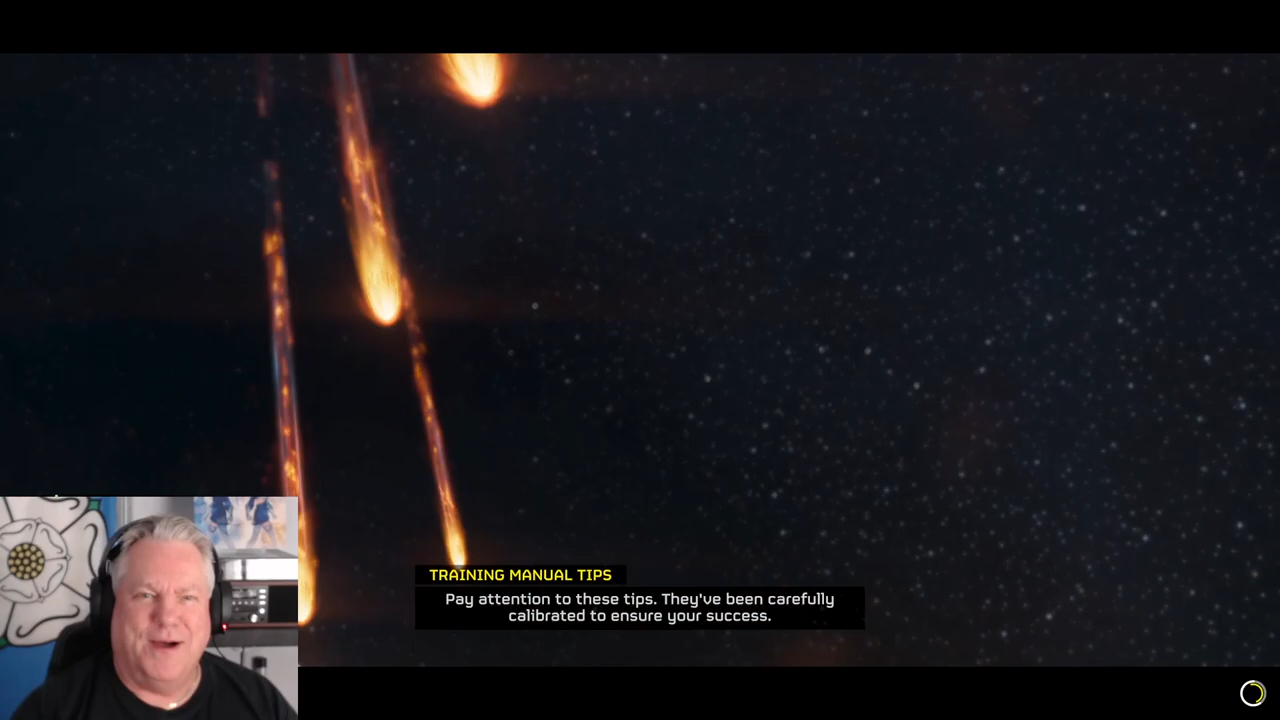 TRAINING MANUAL TIPS
Pay attention to these tips. They've been carefully
calibrated to ensure your success.